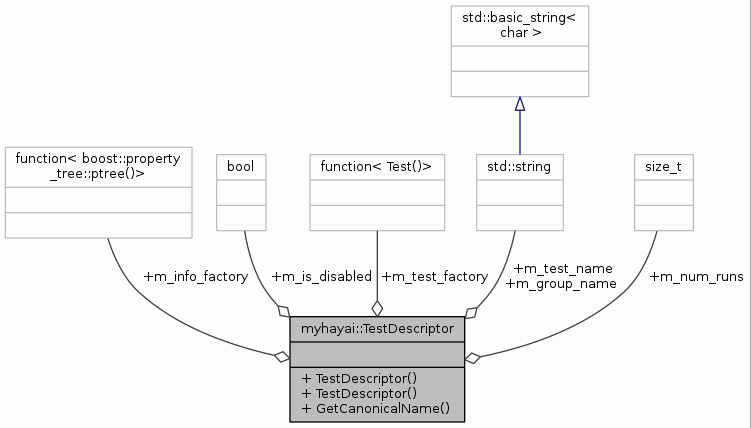 std::basic_string<
char >
function< boost::property
_tree::ptree()>
bool
function< Test()>
std::string
size_t
+m_info_factory
+m_is_disabled
+m_test_factory
+m_test_name
+m_group_name
+m_num_runs
myhayai::TestDescriptor
+ TestDescriptor()
+ TestDescriptor()
+ GetCanonicalName()